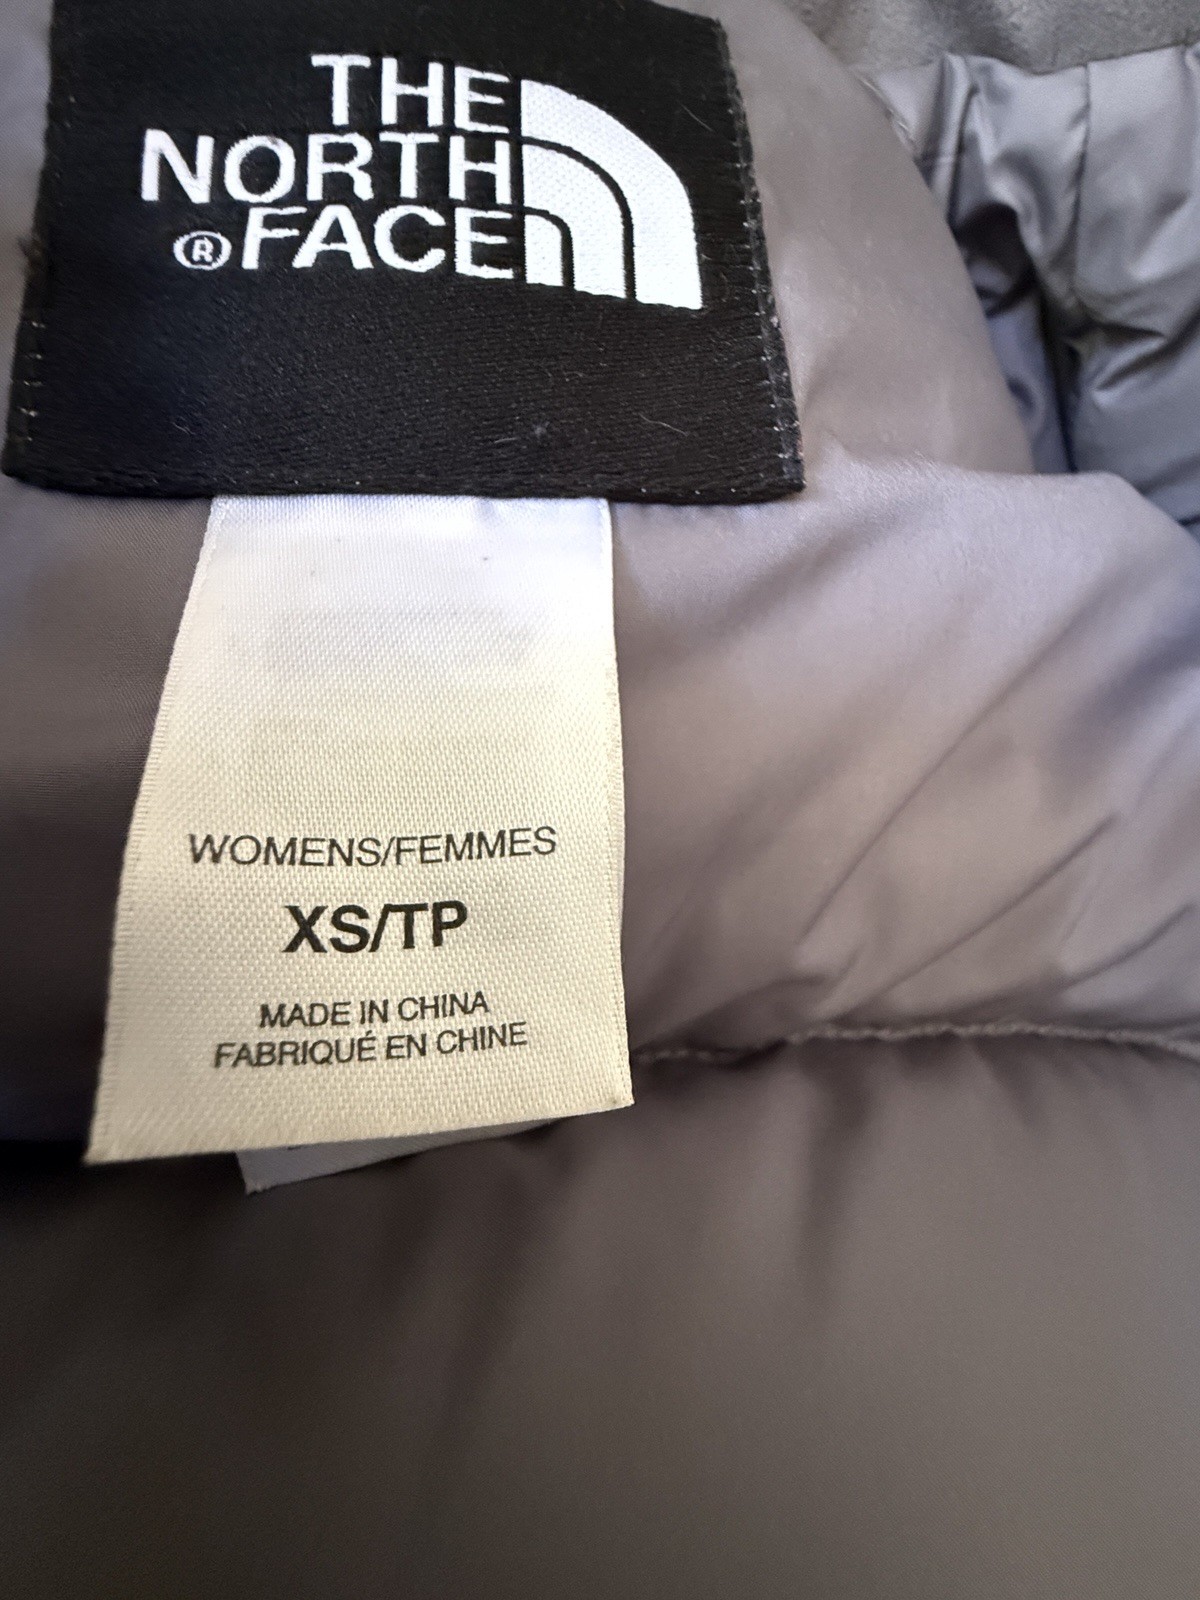 THE
NORTH
®FACE
WOMENS/FEMMES
XS/TP
MADE IN CHINA
FABRIQUÉ EN CHINE